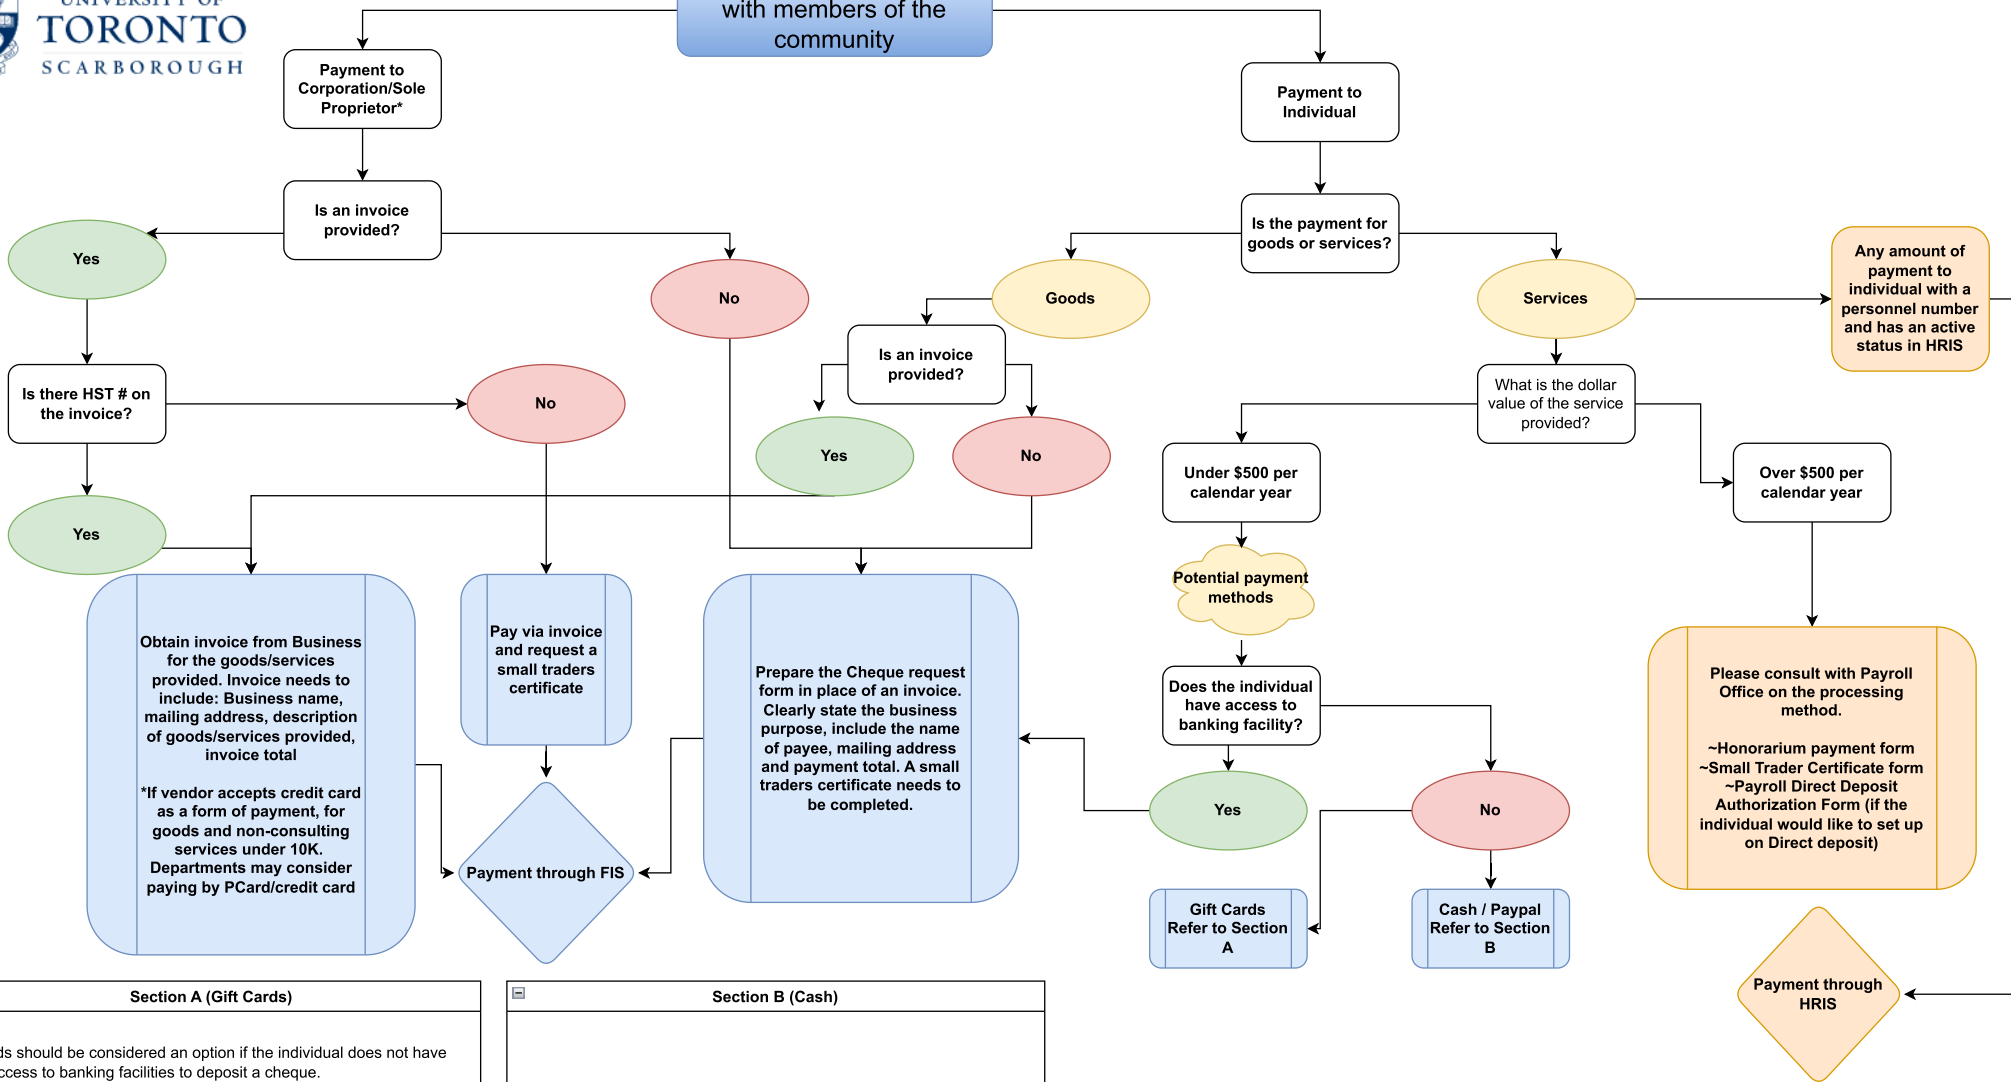 UNIVERSITY OF
TORONTO
SCARBOROUGH
with members of the
community
Payment to
Corporation/Sole
Proprietor*
Payment to
Individual
Is an invoice
provided?
Is the payment for
goods or services?
Yes
No
Goods
Services
Any amount of
payment to
individual with a
personnel number
and has an active
status in HRIS
Is there HST # on
the invoice?
No
Is an invoice
provided?
What is the dollar
value of the service
provided?
Yes
No
Under $500 per
calendar year
Over $500 per
calendar year
Yes
Potential payment
methods
Obtain invoice from Business
for the goods/services
provided. Invoice needs to
include: Business name,
mailing address, description
of goods/services provided,
invoice total
*If vendor accepts credit card
as a form of payment, for
goods and non-consulting
services under 10K.
Departments may consider
paying by PCard/credit card
Pay via invoice
and request a
small traders
certificate
Prepare the Cheque request
form in place of an invoice.
Clearly state the business
purpose, include the name
of payee, mailing address
and payment total. A small
traders certificate needs to
be completed.
Does the individual
have access to
banking facility?
Please consult with Payroll
Office on the processing
method.
~Honorarium payment form
~Small Trader Certificate form
~Payroll Direct Deposit
Authorization Form (if the
individual would like to set up
on Direct deposit)
Yes
No
Payment through FIS
Gift Cards
Refer to Section
A
Cash / Paypal
Refer to Section
B
Payment through
HRIS
Section A (Gift Cards)
Section B (Cash)
should be considered an option if the individual does not have
to banking facilities to deposit a cheque.